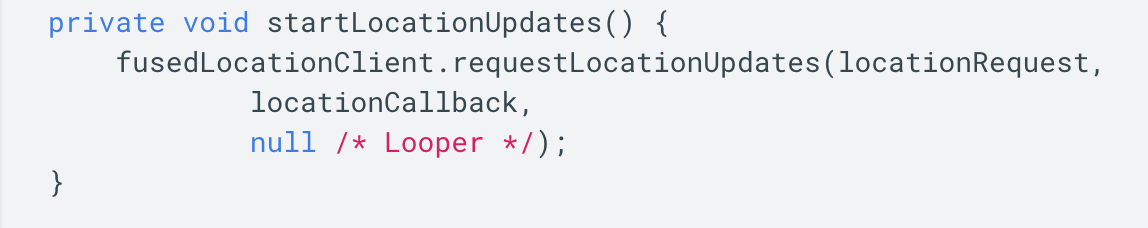 private void startLocationUpdates() {
fusedLocationClient.requestLocationUpdates(locationRequest,
locationCallback,
null /* Looper */);
}